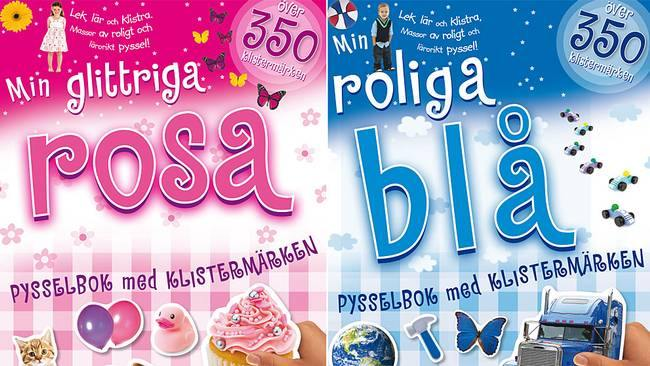 Lek, lär och klistra.
Massor av roligt och
lärorikt pyssel!
över
350
klistermärken
Min glittriga
rosa
PYSSELBOK med KLISTERMÄRKEN
Lek, lär och klistra.
Massor av roligt och
lärorikt pyssel!
över
350
klistermärken
Min
roliga
blå
PYSSELBOK med KLISTERMÄRKEN